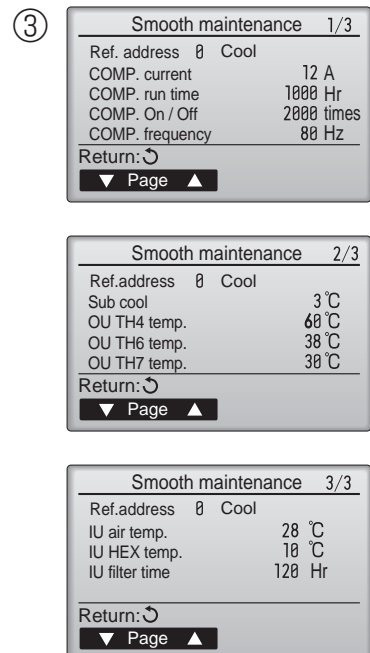 ③
Smooth maintenance 1/3
Ref. address 0 Cool
COMP. current 12 A
COMP. run time 1000 Hr
COMP. On / Off 2000 times
COMP. frequency 80 Hz
Return:
▼ Page ▲
Smooth maintenance 2/3
Ref.address 0 Cool
Sub cool 3℃
OU TH4 temp. 60℃
OU TH6 temp. 38℃
OU TH7 temp. 30℃
Return:
▼ Page ▲
Smooth maintenance 3/3
Ref.address 0 Cool
IU air temp. 28 ℃
IU HEX temp. 10 ℃
IU filter time 120 Hr
Return:
▼ Page ▲